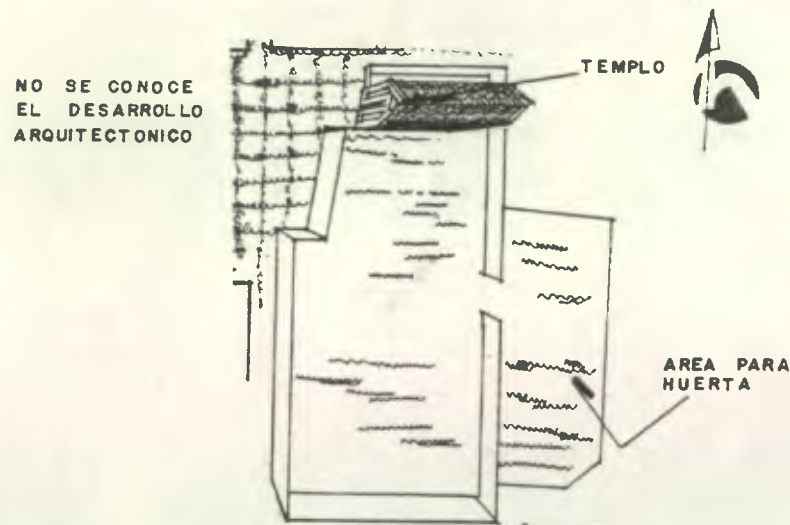 NO SE CONOCE
EL DESARROLLO
ARQUITECTONICO
TEMPLO
AREA PARA
HUERTA